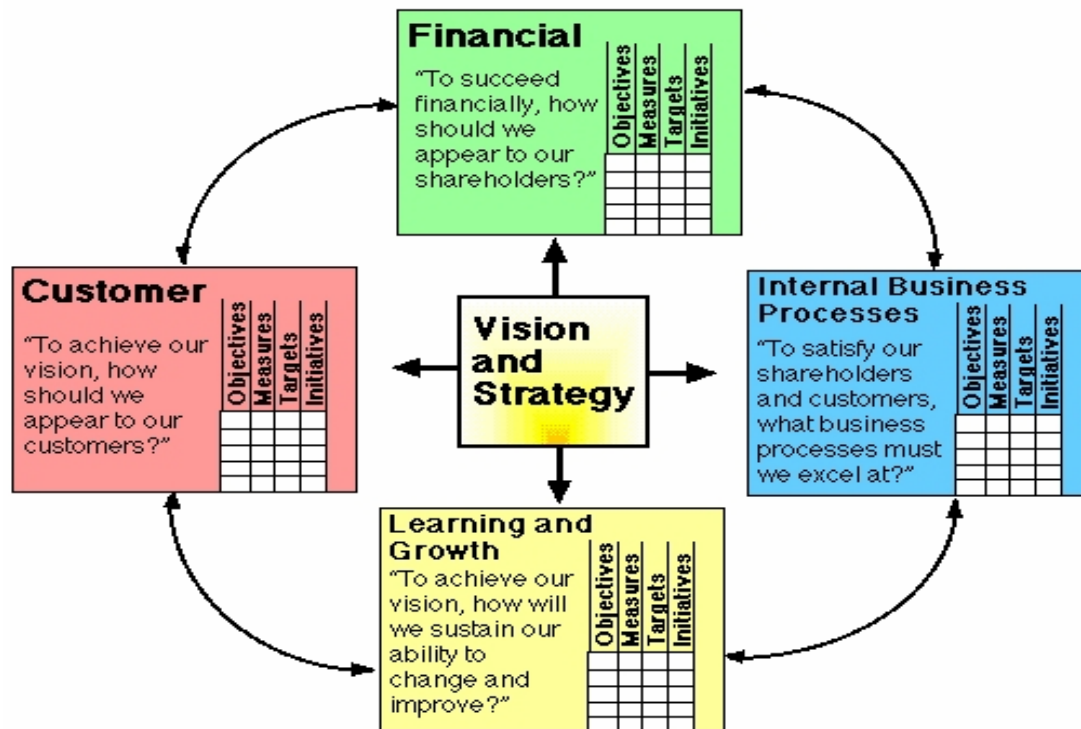 Financial
“To succeed
financially, how
should we
appear to our
shareholders?”
Objectives
Measures
Targets
Initiatives
Customer
“To achieve our
vision, how
should we
appear to our
customers?”
Objectives
Measures
Targets
Initiatives
Vision
and
Strategy
Internal Business
Processes
“To satisfy our
shareholders
and customers,
what business
processes must
we excel at?”
Objectives
Measures
Targets
Initiatives
Learning and
Growth
“To achieve our
vision, how will
we sustain our
ability to
change and
improve?”
Objectives
Measures
Targets
Initiatives